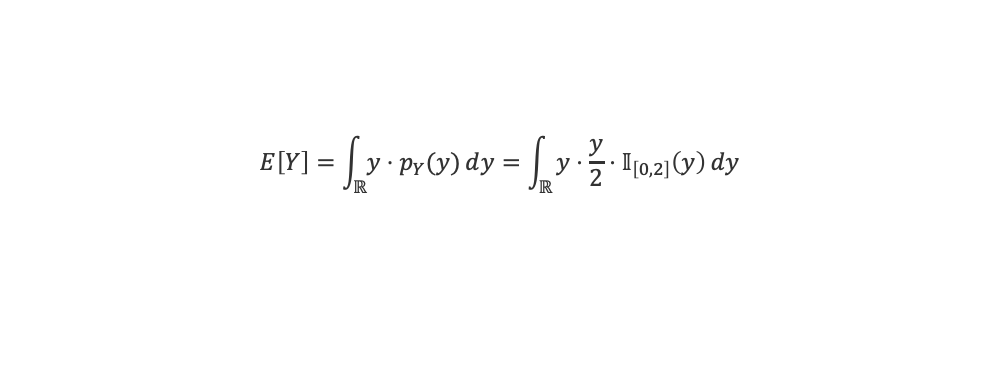 E[Y] = ∫_ℝ y · p_Y(y) dy = ∫_ℝ y · y/2 · 𝕀_[0,2](y) dy